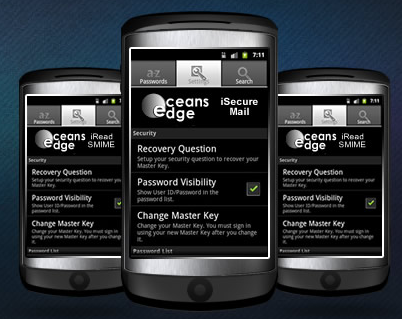 7:11
a-z
Passwords
Settings
Search
Oceans
edge
iSecure
Mail
Security
Recovery Question
Setup your security question to recover your
Master Key.
Password Visibility
Show User ID/Password in the
password list.
Change Master Key
Change your Master Key. You must sign in
using your new Master Key after you change
it.
Password List
Passwords
Settings
Search
Oceans
edge
iRead
SMIME
Security
Recovery Question
Setup your security question to recover your
Master Key.
Password Visibility
Show User ID/Password in the
password list.
Change Master Key
Change your Master Key. You must sign in
using your new Master Key after you change
it.
Password List
7:11
Settings
Search
ceans
edge
iRead
SMIME
Recovery Question
Setup your security question to recover your
Master Key.
Password Visibility
Show User ID/Password in the
password list.
Change Master Key
Change your Master Key. You must sign in
using your new Master Key after you change
it.
Password List